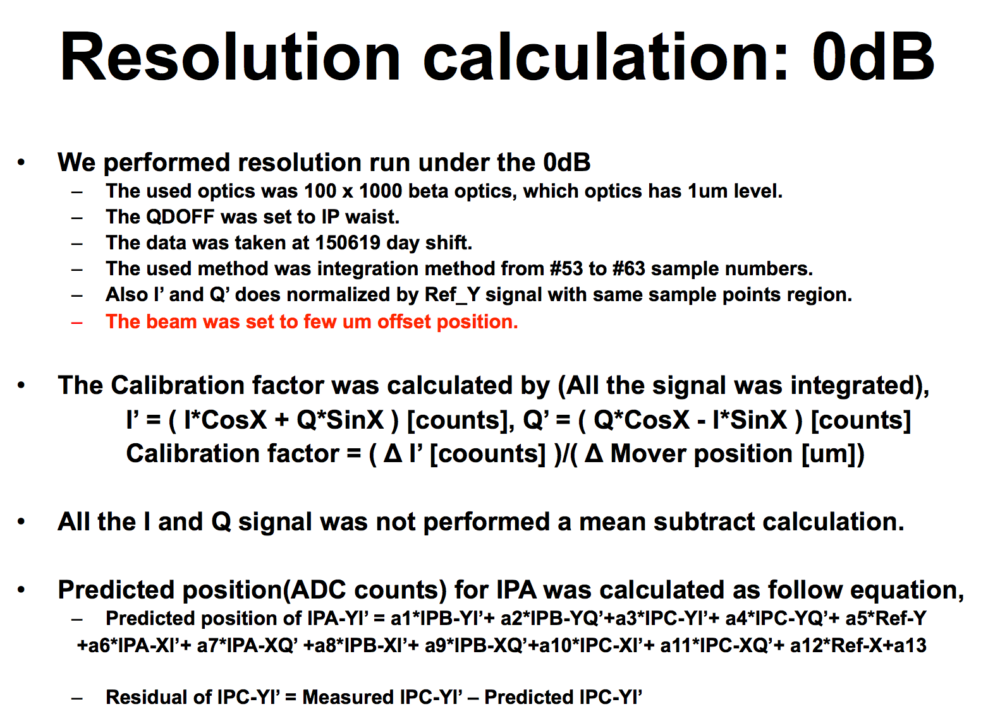 Resolution calculation: 0dB
• We performed resolution run under the 0dB
– The used optics was 100 x 1000 beta optics, which optics has 1um level.
– The QDOFF was set to IP waist.
– The data was taken at 150619 day shift.
– The used method was integration method from #53 to #63 sample numbers.
– Also I’ and Q’ does normalized by Ref_Y signal with same sample points region.
– The beam was set to few um offset position.
• The Calibration factor was calculated by (All the signal was integrated),
I’ = ( I*CosX + Q*SinX ) [counts], Q’ = ( Q*CosX - I*SinX ) [counts]
Calibration factor = ( Δ I’ [coounts] )/( Δ Mover position [um])
• All the I and Q signal was not performed a mean subtract calculation.
• Predicted position(ADC counts) for IPA was calculated as follow equation,
– Predicted position of IPA-YI’ = a1*IPB-YI’+ a2*IPB-YQ’+a3*IPC-YI’+ a4*IPC-YQ’+ a5*Ref-Y
+a6*IPA-XI’+ a7*IPA-XQ’ +a8*IPB-XI’+ a9*IPB-XQ’+a10*IPC-XI’+ a11*IPC-XQ’+ a12*Ref-X+a13
– Residual of IPC-YI’ = Measured IPC-YI’ – Predicted IPC-YI’